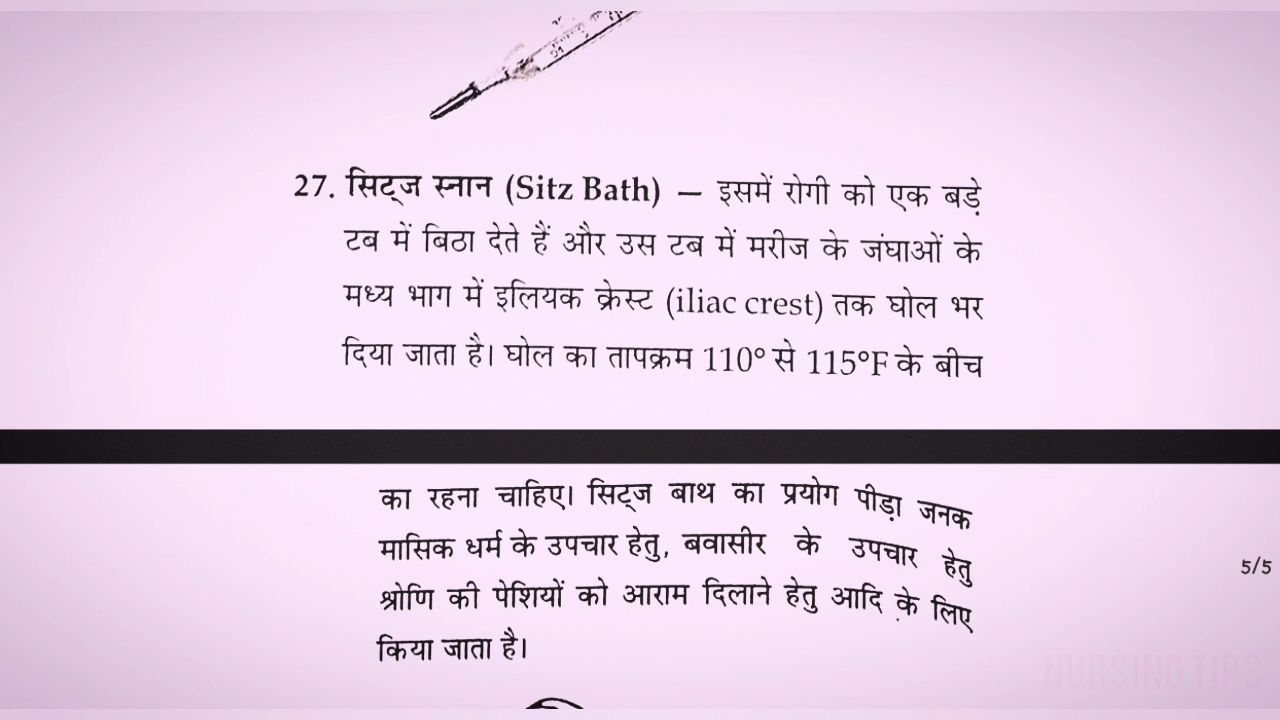 27. सिट्ज स्नान (Sitz Bath) — इसमें रोगी को एक बड़े
टब में बिठा देते हैं और उस टब में मरीज के जंघाओं के
मध्य भाग में इलियक क्रेस्ट (iliac crest) तक घोल भर
दिया जाता है। घोल का तापक्रम 110° से 115°F के बीच
का रहना चाहिए। सिट्ज बाथ का प्रयोग पीड़ा जनक
मासिक धर्म के उपचार हेतु, बवासीर के उपचार हेतु
5/5
श्रोणि की पेशियों को आराम दिलाने हेतु आदि के लिए
किया जाता है।
NURSING TIPS